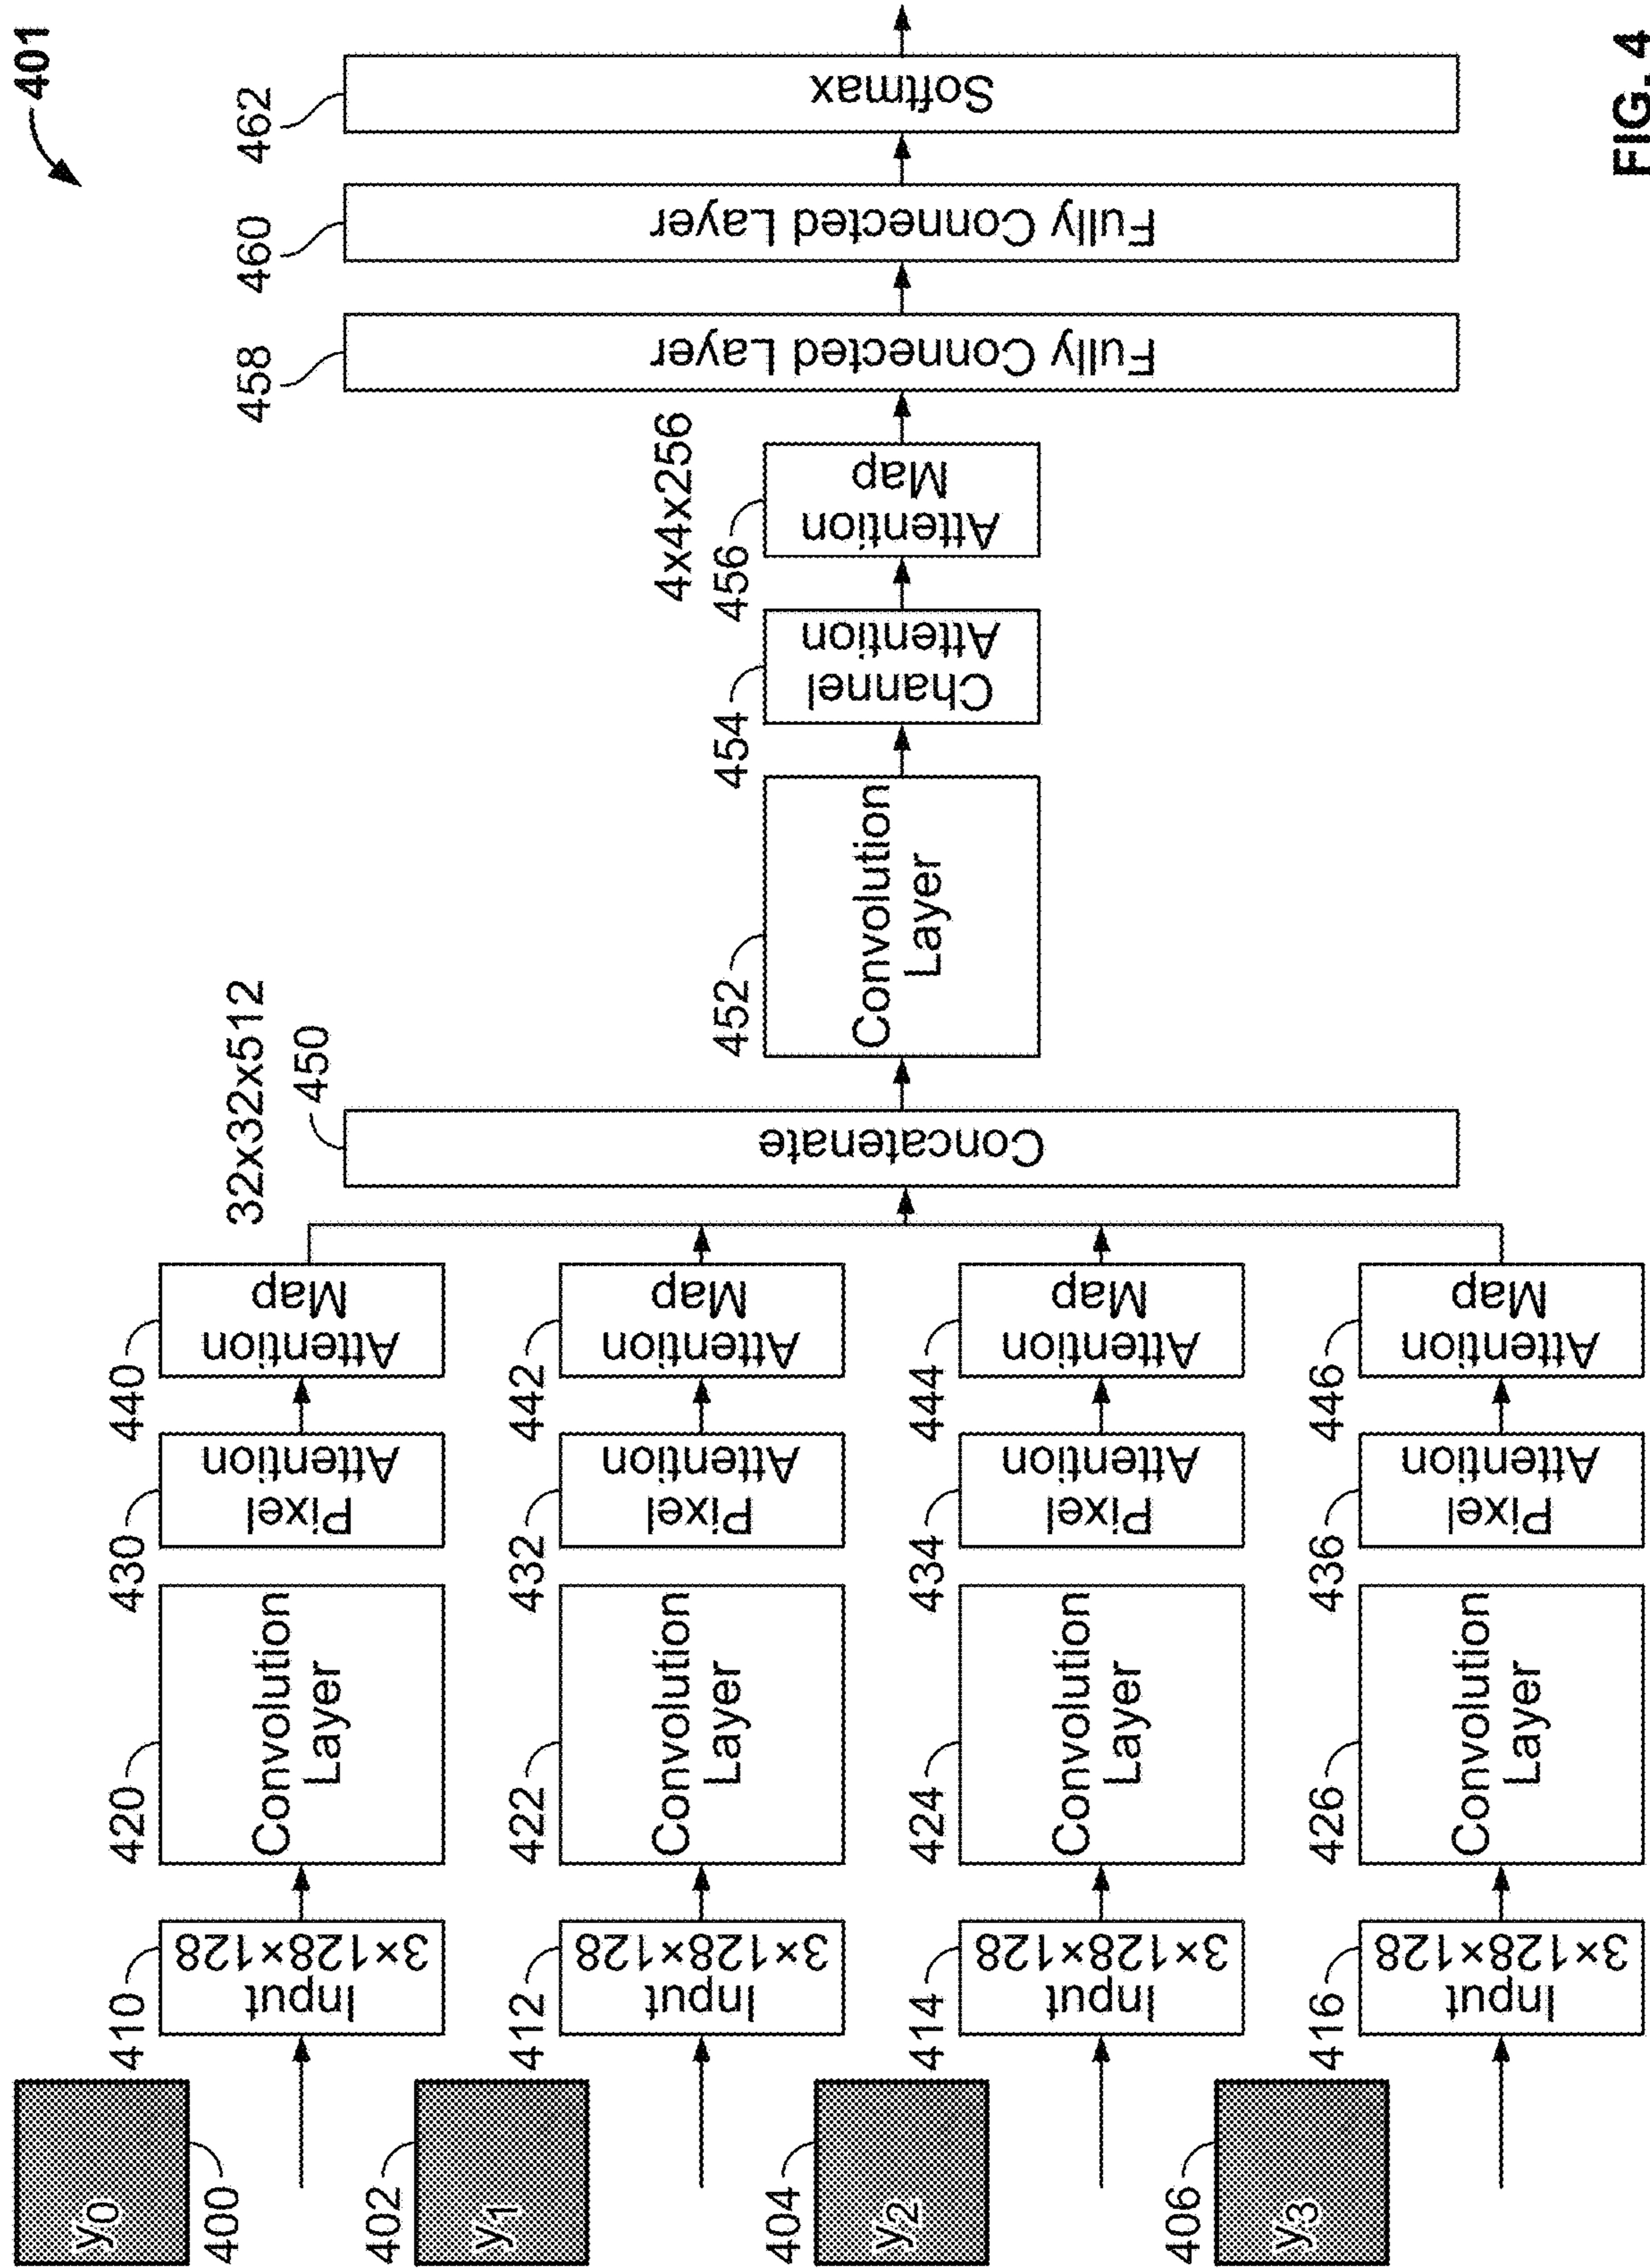 401
y0
400
410
Input
3×128×128
420
Convolution
Layer
430
Pixel
Attention
440
Attention
Map
402
y1
412
Input
3×128×128
422
Convolution
Layer
432
Pixel
Attention
442
Attention
Map
404
y2
414
Input
3×128×128
424
Convolution
Layer
434
Pixel
Attention
444
Attention
Map
406
y3
416
Input
3×128×128
426
Convolution
Layer
436
Pixel
Attention
446
Attention
Map
32x32x512
450
Concatenate
452
Convolution
Layer
454
Channel
Attention
4x4x256
456
Attention
Map
458
Fully Connected Layer
460
Fully Connected Layer
462
Softmax
FIG. 4